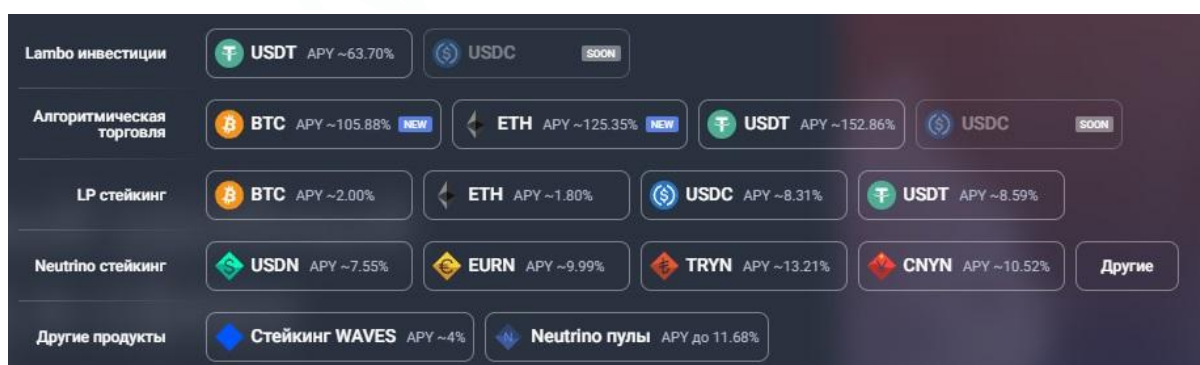 Lambo инвестиции USDT APY ~63.70% USDC SOON
Алгоритмическая торговля BTC APY ~105.88% NEW ETH APY ~125.35% NEW USDT APY ~152.86% USDC SOON
LP стейкинг BTC APY ~2.00% ETH APY ~1.80% USDC APY ~8.31% USDT APY ~8.59%
Neutrino стейкинг USDN APY ~7.55% EURN APY ~9.99% TRYN APY ~13.21% CNYN APY ~10.52% Другие
Другие продукты Стейкинг WAVES APY ~4% Neutrino пулы APY до 11.68%